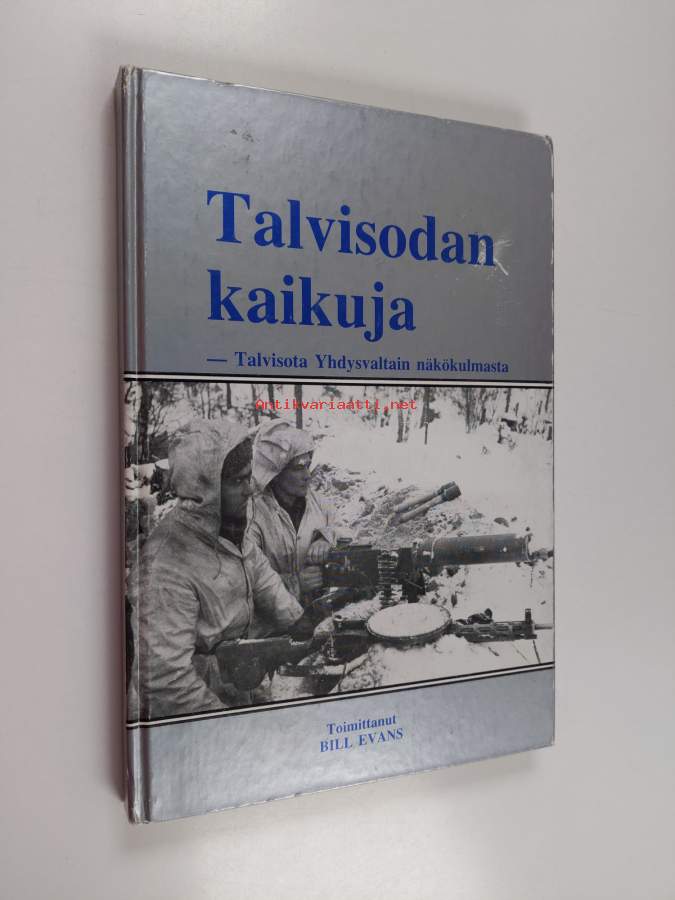 Talvisodan
kaikuja
— Talvisota Yhdysvaltain näkökulmasta
Antikvariaatti.net
Toimittanut
BILL EVANS